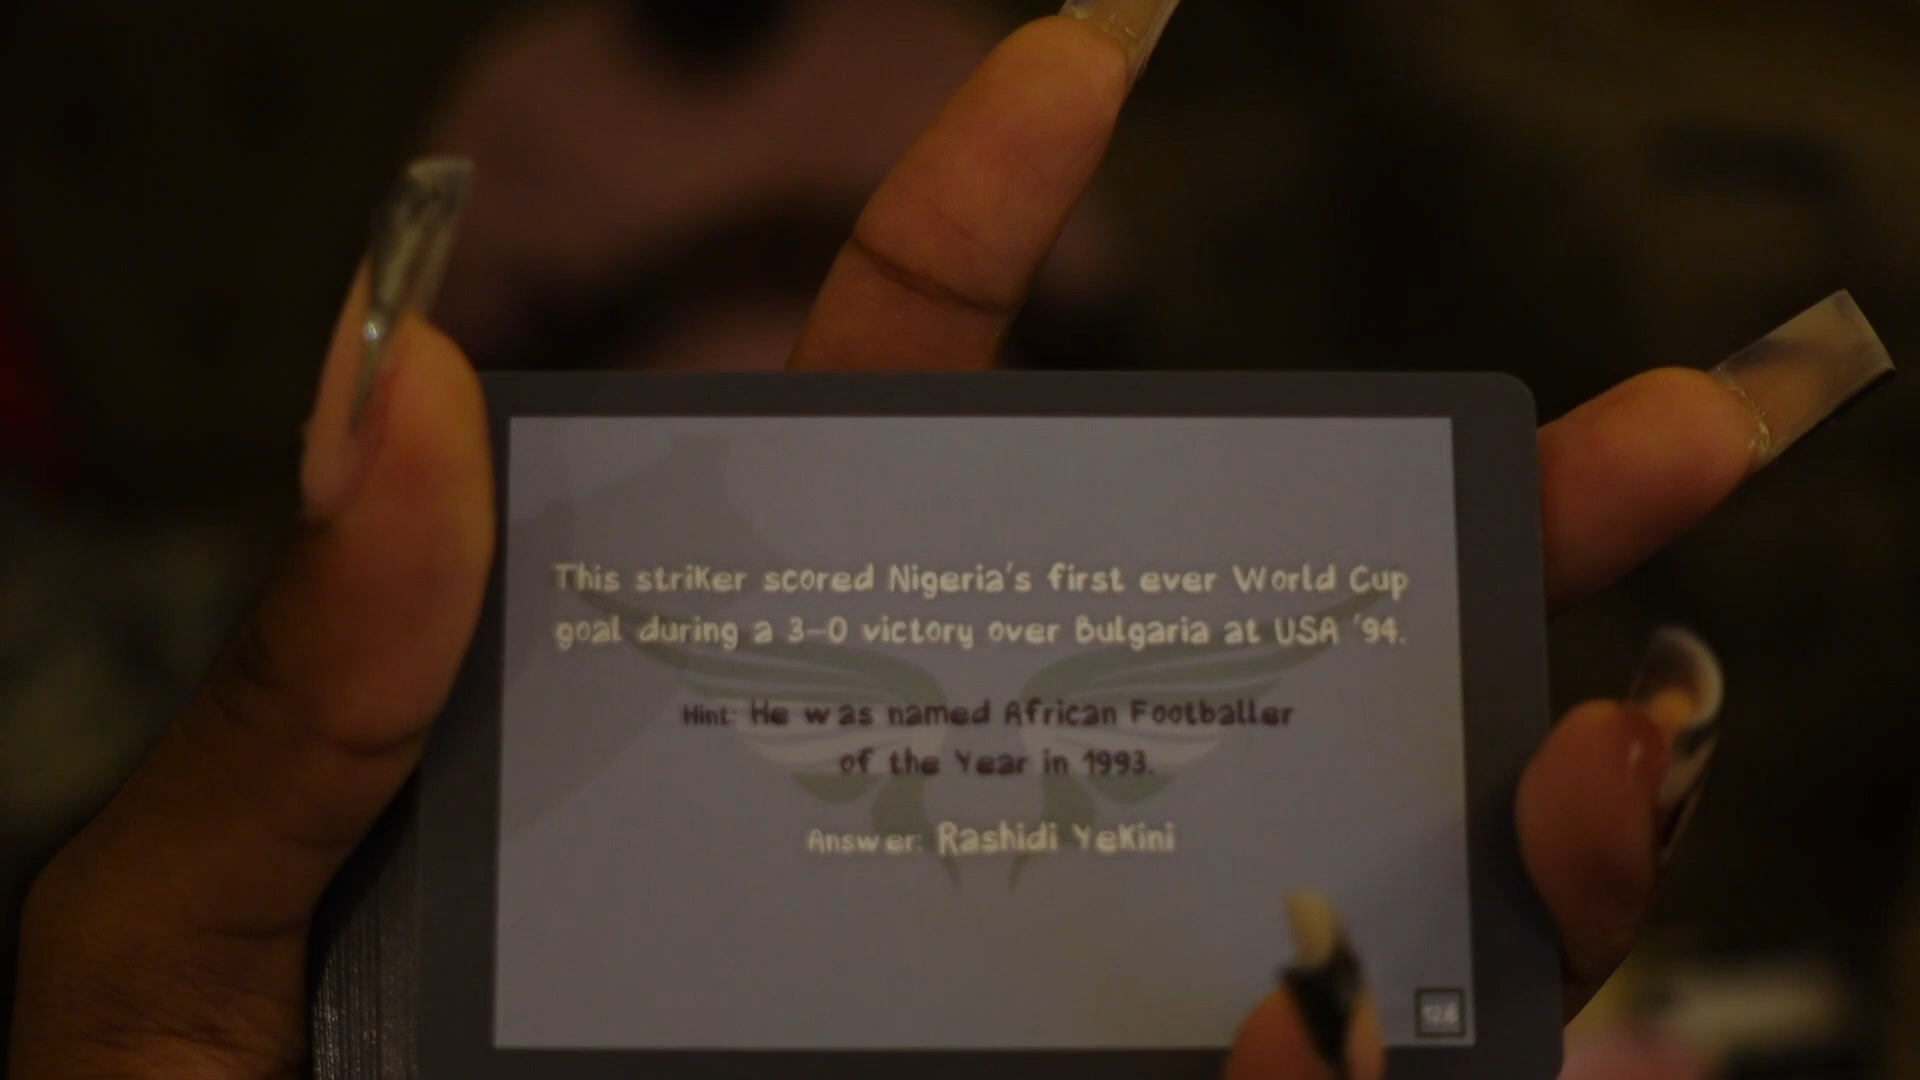 This striker scored Nigeria's first ever World Cup
goal during a 3-0 victory over Bulgaria at USA '94.
Hint: He was named African Footballer
of the Year in 1993.
Answer: Rashidi Yekini